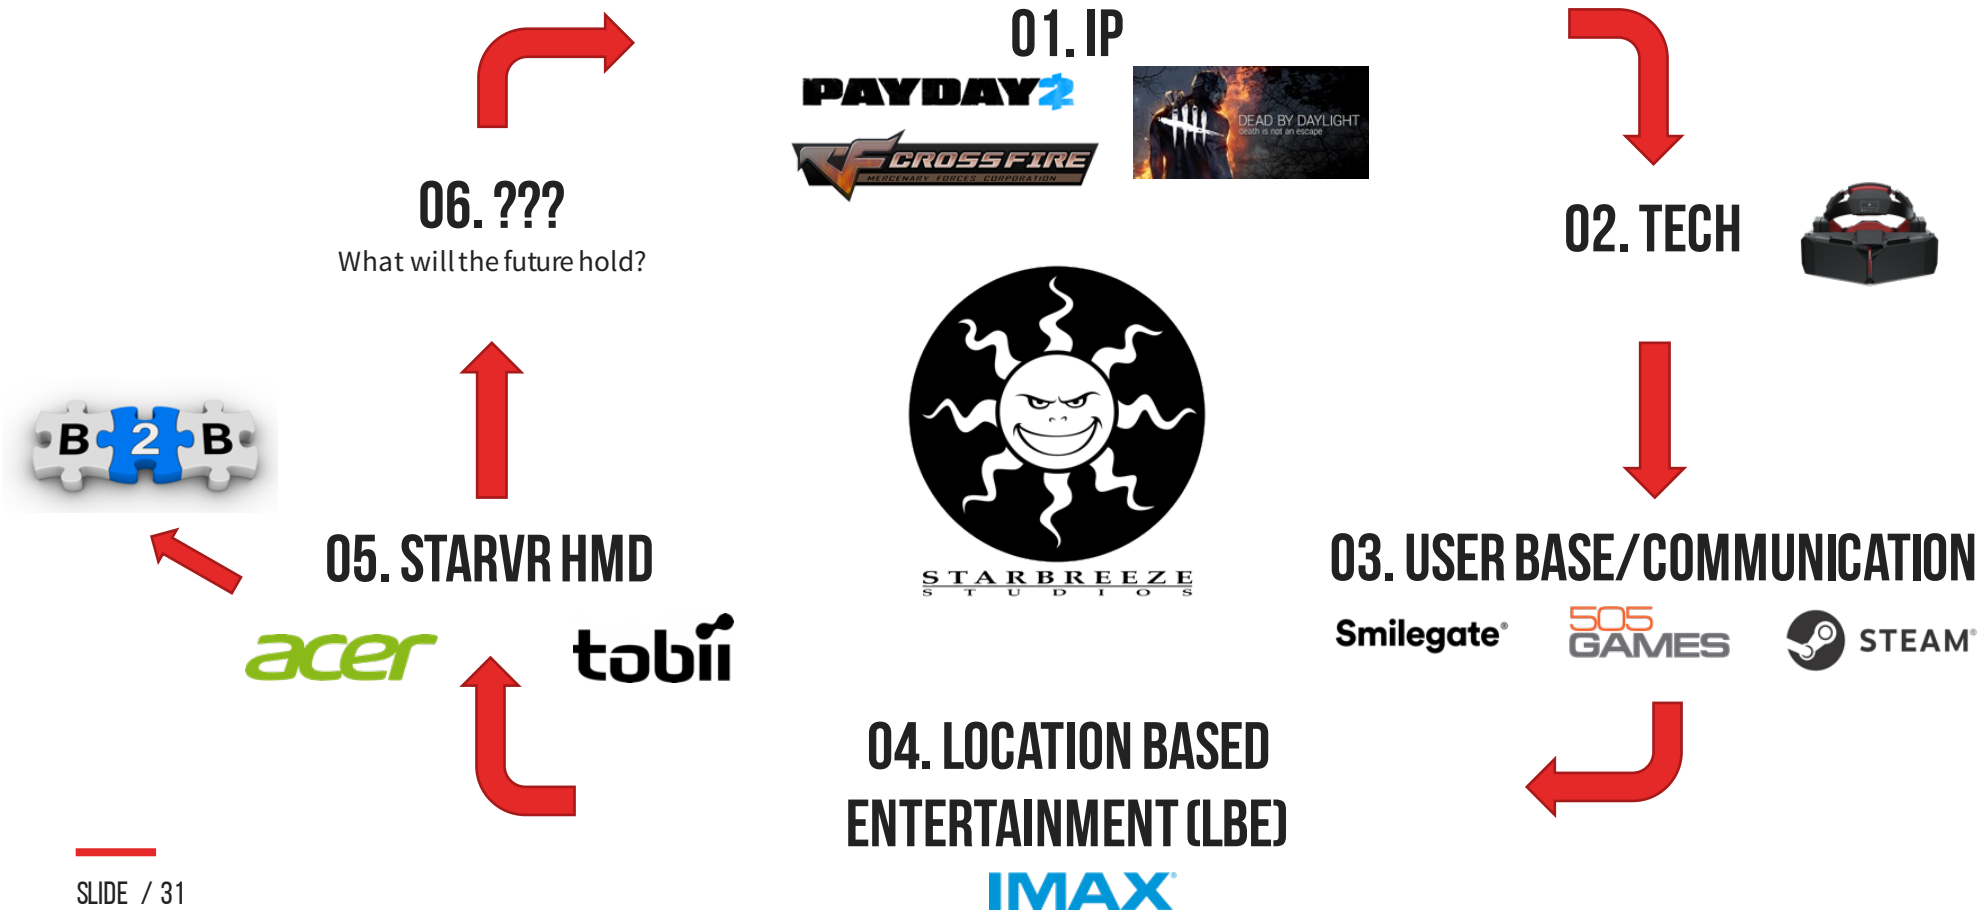 01. IP
PAYDAY 2
DEAD BY DAYLIGHT
death is not an escape
CROSSFIRE
MERCENARY FORCES CORPORATION
02. TECH
03. USER BASE/COMMUNICATION
Smilegate®
505
GAMES
STEAM®
04. LOCATION BASED
ENTERTAINMENT (LBE)
IMAX®
05. STARVR HMD
acer
tobii
B 2 B
06. ???
What will the future hold?
STARBREEZE
STUDIOS
SLIDE / 31